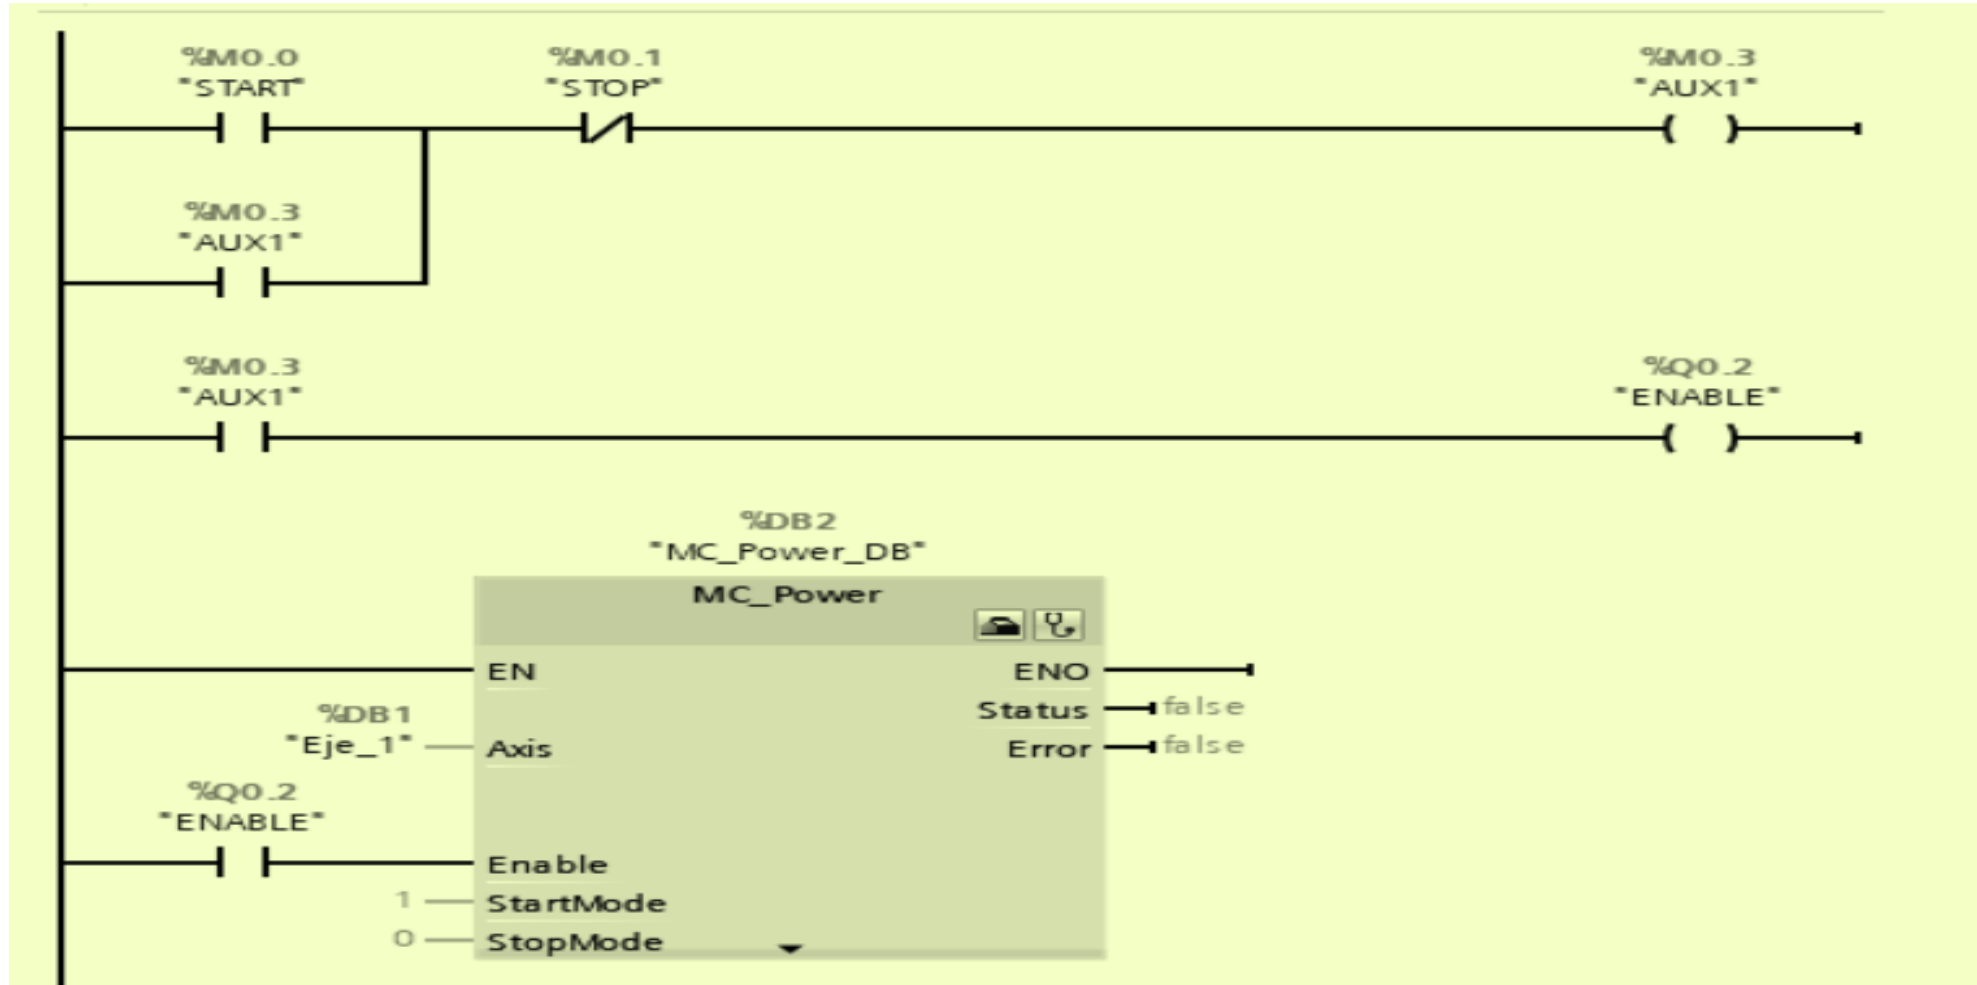 %M0.0 %M0.1 %M0.3
"START" "STOP" "AUX1"
%M0.3
"AUX1"
%M0.3 %Q0.2
"AUX1" "ENABLE"
%DB2
"MC_Power_DB"
MC_Power
EN ENO
%DB1 Status false
"Eje_1" Axis Error false
%Q0.2
"ENABLE"
Enable
1 StartMode
0 StopMode